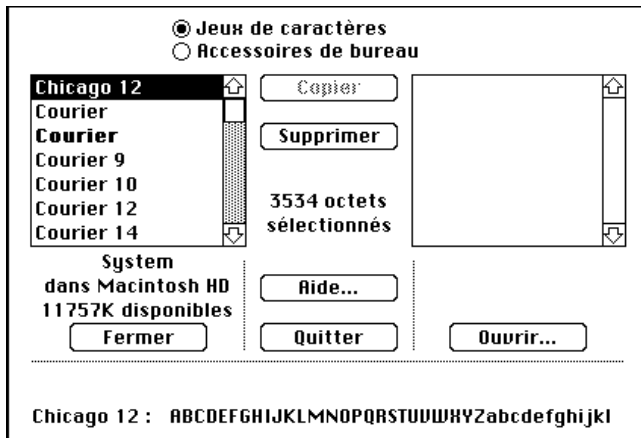 Jeux de caractères
Accessoires de bureau
Chicago 12
Courier
Courier
Courier 9
Courier 10
Courier 12
Courier 14
Copier
Supprimer
3534 octets
sélectionnés
System
dans Macintosh HD
11757K disponibles
Fermer
Aide...
Quitter
Ouvrir...
Chicago 12 : ABCDEFGHIJKLMNOPQRSTUVWXYZabcdefghijkl